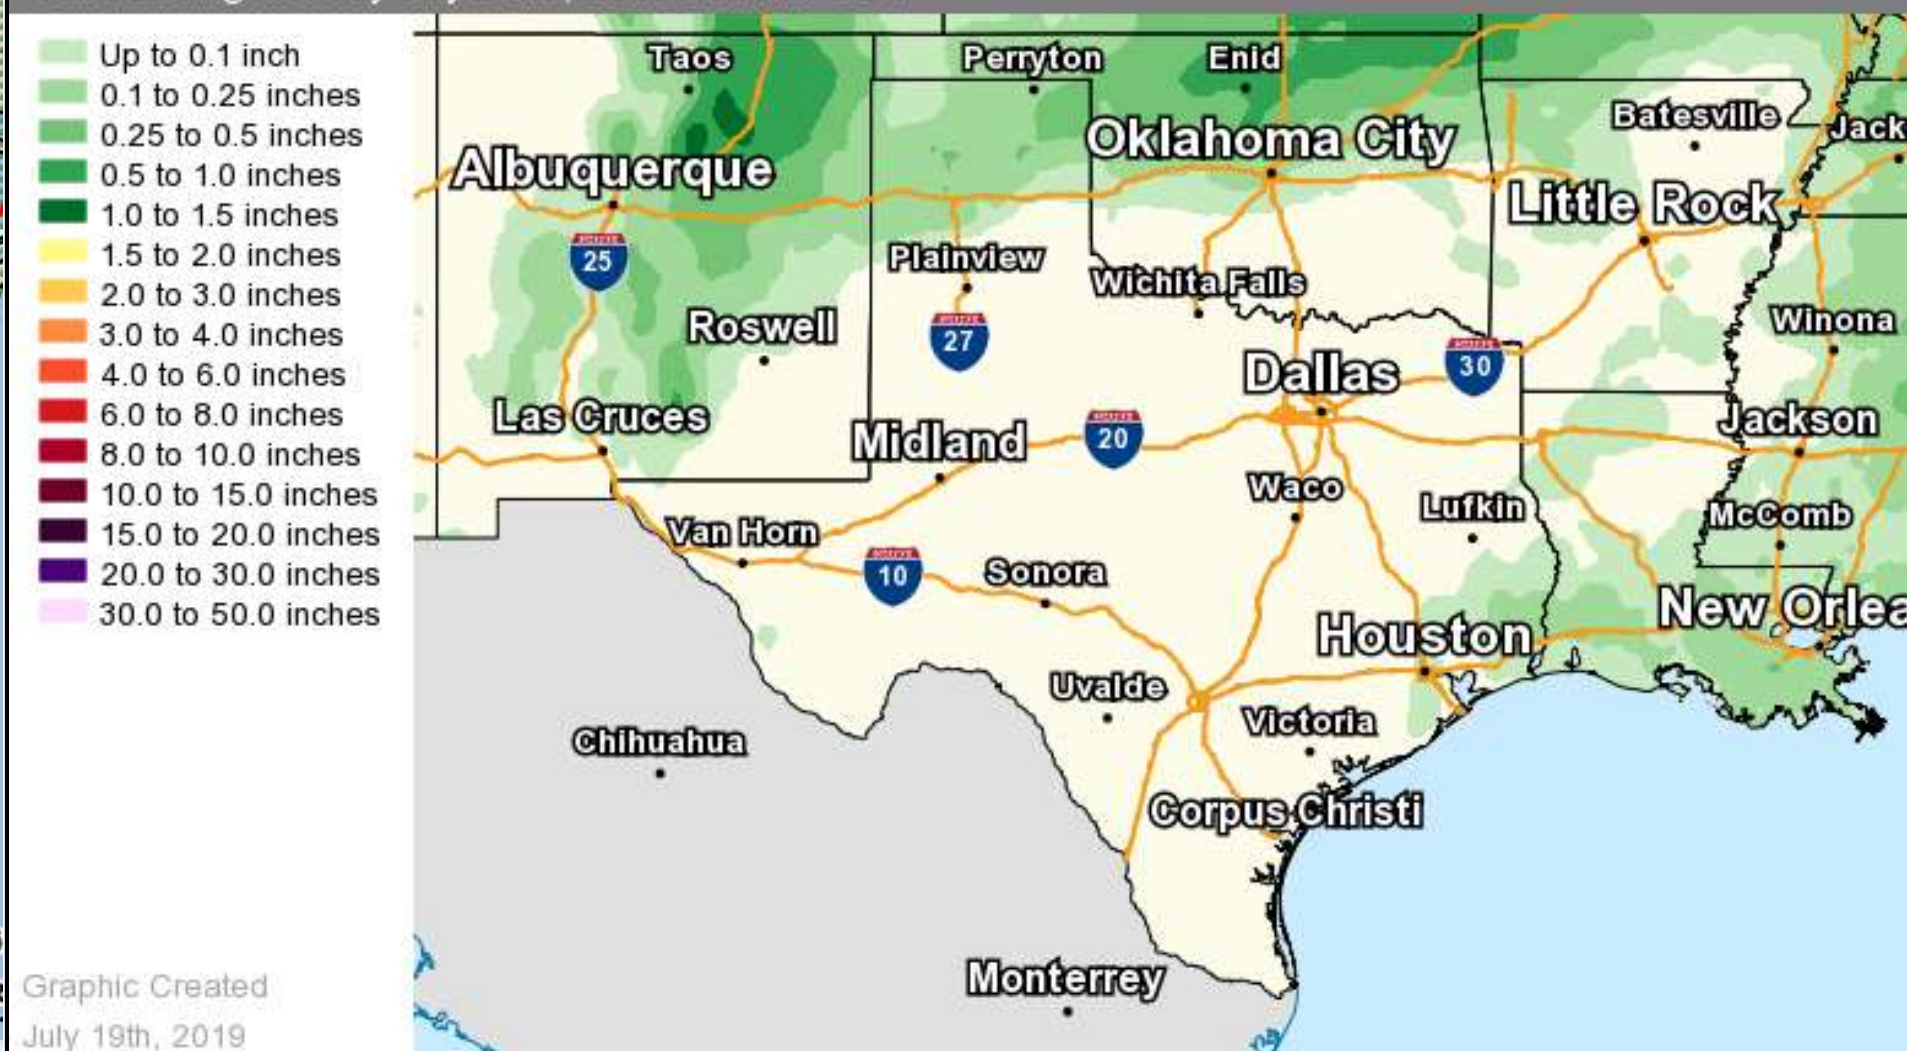 Up to 0.1 inch
0.1 to 0.25 inches
0.25 to 0.5 inches
0.5 to 1.0 inches
1.0 to 1.5 inches
1.5 to 2.0 inches
2.0 to 3.0 inches
3.0 to 4.0 inches
4.0 to 6.0 inches
6.0 to 8.0 inches
8.0 to 10.0 inches
10.0 to 15.0 inches
15.0 to 20.0 inches
20.0 to 30.0 inches
30.0 to 50.0 inches
Graphic Created
July 19th, 2019
Taos
Perryton
Enid
Batesville
Jack
Oklahoma City
Albuquerque
Little Rock
25
Plainview
Wichita Falls
Roswell
27
Winona
30
Dallas
Las Cruces
Midland
20
Jackson
Waco
Lufkin
McComb
Van Horn
10
Sonora
New Orlea
Houston
Uvalde
Victoria
Chihuahua
Corpus Christi
Monterrey